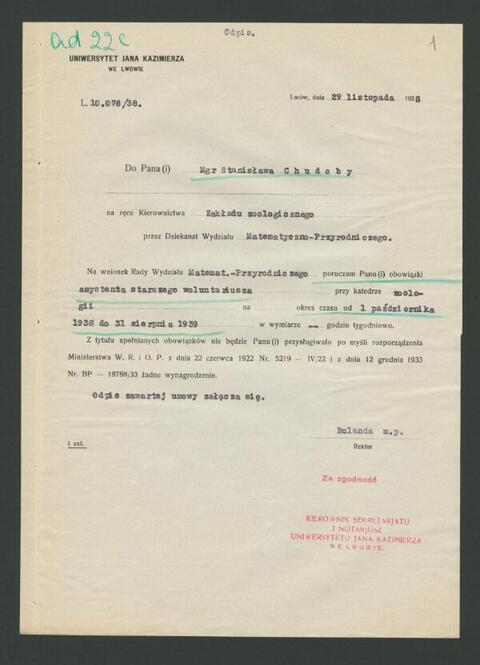 Odpis.
Ad 22c
1
UNIWERSYTET JANA KAZIMIERZA
WE LWOWIE
L. 10.076/38.
Lwów, dnia 29 listopada 1938
Do Pana(i) Mgr Stanisława Chudoby
na ręce Kierownictwa Zakładu zoologicznego
przez Dziekanat Wydziału Matematyczno-Przyrodniczego.
Na wniosek Rady Wydziału Matemat.-Przyrodniczego poruczam Panu(i) obowiązki
asystenta starszego woluntariusza przy katedrze zoolo-
gii na okres czasu od 1 października
1938 do 31 sierpnia 1939 w wymiarze -- godzin tygodniowo.
Z tytułu spełnianych obowiązków nie będzie Panu(i) przysługiwało po myśli rozporządzenia
Ministerstwa W. R. i O. P. z dnia 22 czerwca 1922 Nr. 5219 — IV/22 i z dnia 12 grudnia 1933
Nr. BP — 18788/33 żadne wynagrodzenie.
Odpis zawartej umowy załącza się.
Bulanda m.p.
Rektor
1 zał.
Za zgodność
KIEROWNIK SEKRETARJATU
I NOTARJUSZ
UNIWERSYTETU JANA KAZIMIERZA
WE LWOWIE.